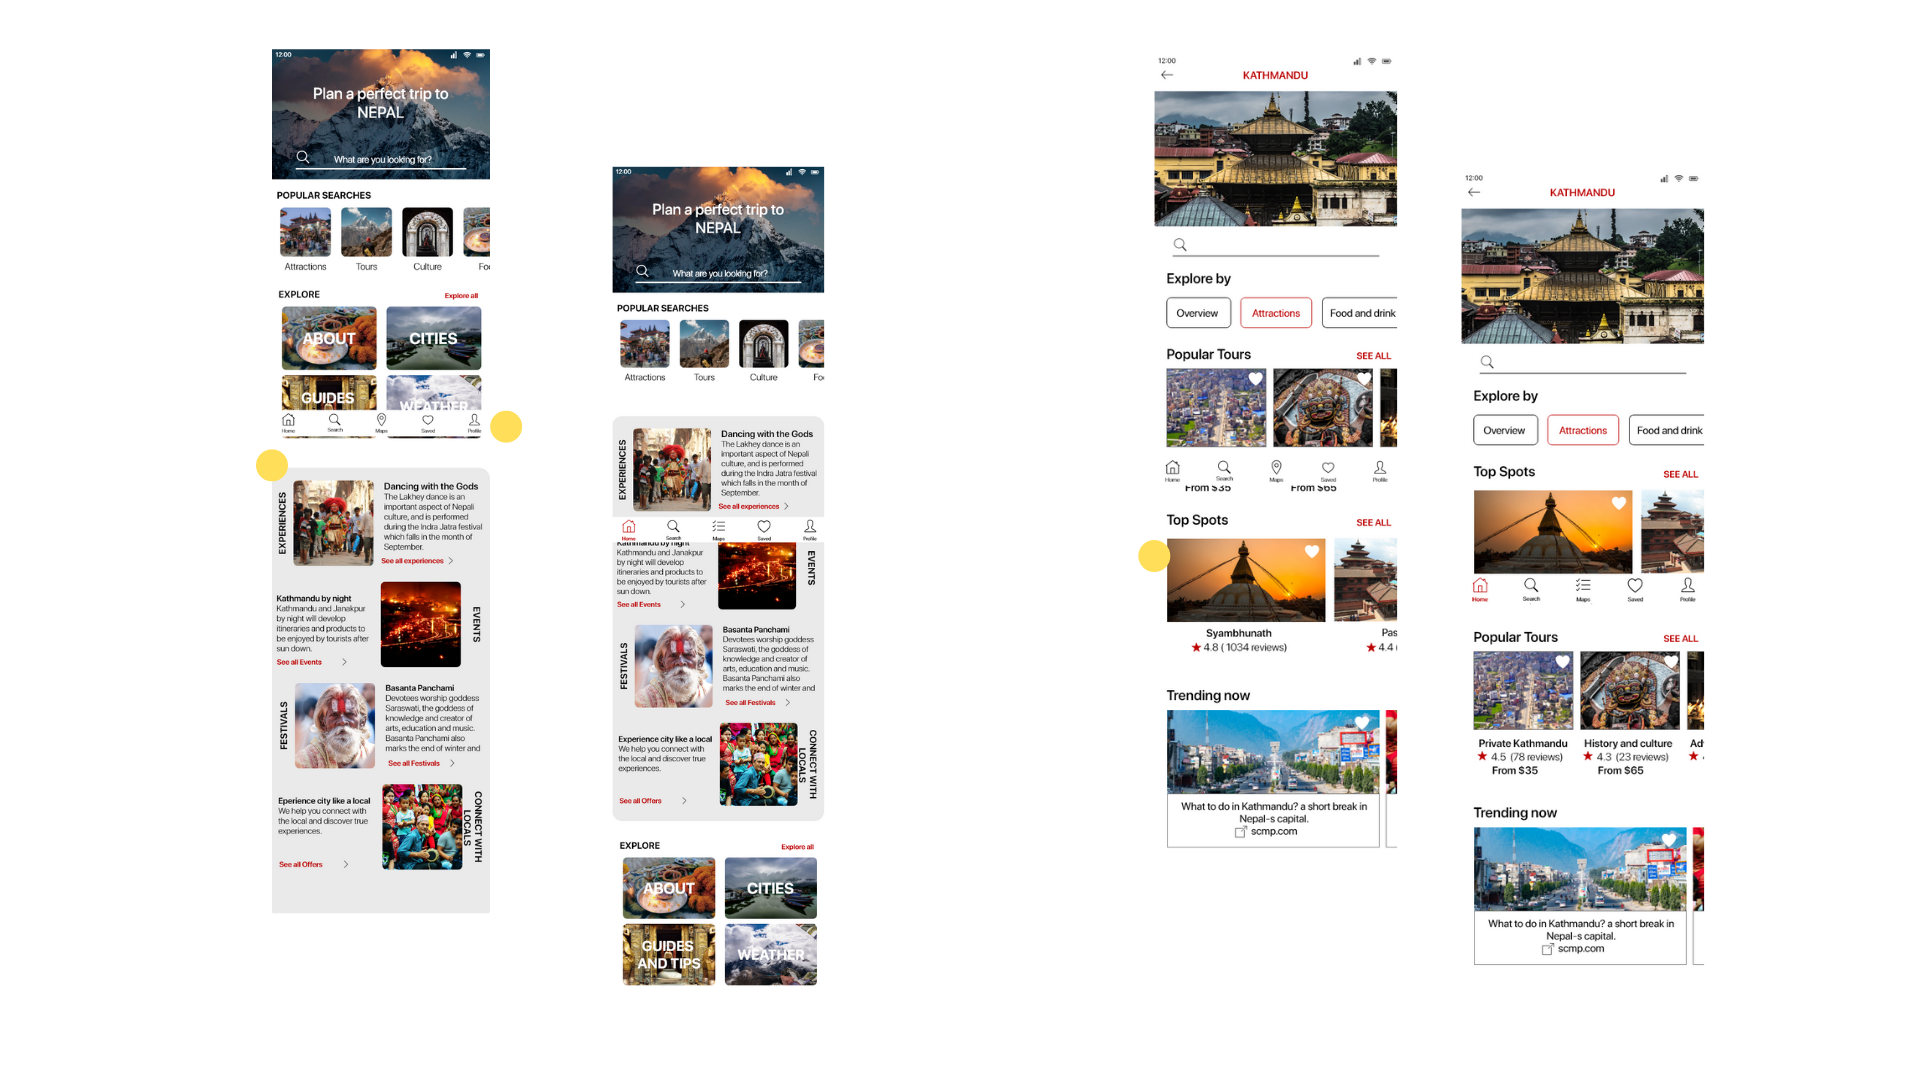 12:00
Plan a perfect trip to
NEPAL
What are you looking for?
POPULAR SEARCHES
Attractions
Tours
Culture
Foo
EXPLORE
Explore all
ABOUT
CITIES
GUIDES
WEATHER
Home
Search
Maps
Saved
Profile
EXPERIENCES
Dancing with the Gods
The Lakhey dance is an
important aspect of Nepali
culture, and is performed
during the Indra Jatra festival
which falls in the month of
September.
See all experiences
Kathmandu by night
Kathmandu and Janakpur
by night will develop
itineraries and products to
be enjoyed by tourists after
sun down.
See all Events
EVENTS
FESTIVALS
Basanta Panchami
Devotees worship goddess
Saraswati, the goddess of
knowledge and creator of
arts, education and music.
Basanta Panchami also
marks the end of winter and
See all Festivals
Eperience city like a local
We help you connect with
the local and discover true
experiences.
See all Offers
CONNECT WITH
LOCALS
12:00
Plan a perfect trip to
NEPAL
What are you looking for?
POPULAR SEARCHES
Attractions
Tours
Culture
Foo
EXPERIENCES
Dancing with the Gods
The Lakhey dance is an
important aspect of Nepali
culture, and is performed
during the Indra Jatra festival
which falls in the month of
September.
See all experiences
Home
Search
Maps
Saved
Profile
Kathmandu by night
Kathmandu and Janakpur
by night will develop
itineraries and products to
be enjoyed by tourists after
sun down.
See all Events
EVENTS
FESTIVALS
Basanta Panchami
Devotees worship goddess
Saraswati, the goddess of
knowledge and creator of
arts, education and music.
Basanta Panchami also
marks the end of winter and
See all Festivals
Experience city like a local
We help you connect with
the local and discover true
experiences.
See all Offers
CONNECT WITH
LOCALS
EXPLORE
Explore all
ABOUT
CITIES
GUIDES
AND TIPS
WEATHER
12:00
KATHMANDU
Explore by
Overview
Attractions
Food and drink
Popular Tours
SEE ALL
Home
Search
Maps
Saved
Profile
From $35
From $65
Top Spots
SEE ALL
Syambhunath
4.8 ( 1034 reviews)
Pas
4.4 (
Trending now
What to do in Kathmandu? a short break in
Nepal-s capital.
scmp.com
12:00
KATHMANDU
Explore by
Overview
Attractions
Food and drink
Top Spots
SEE ALL
Home
Search
Maps
Saved
Profile
Popular Tours
SEE ALL
Private Kathmandu
4.5 (78 reviews)
From $35
History and culture
4.3 (23 reviews)
From $65
Adv
Trending now
What to do in Kathmandu? a short break in
Nepal-s capital.
scmp.com